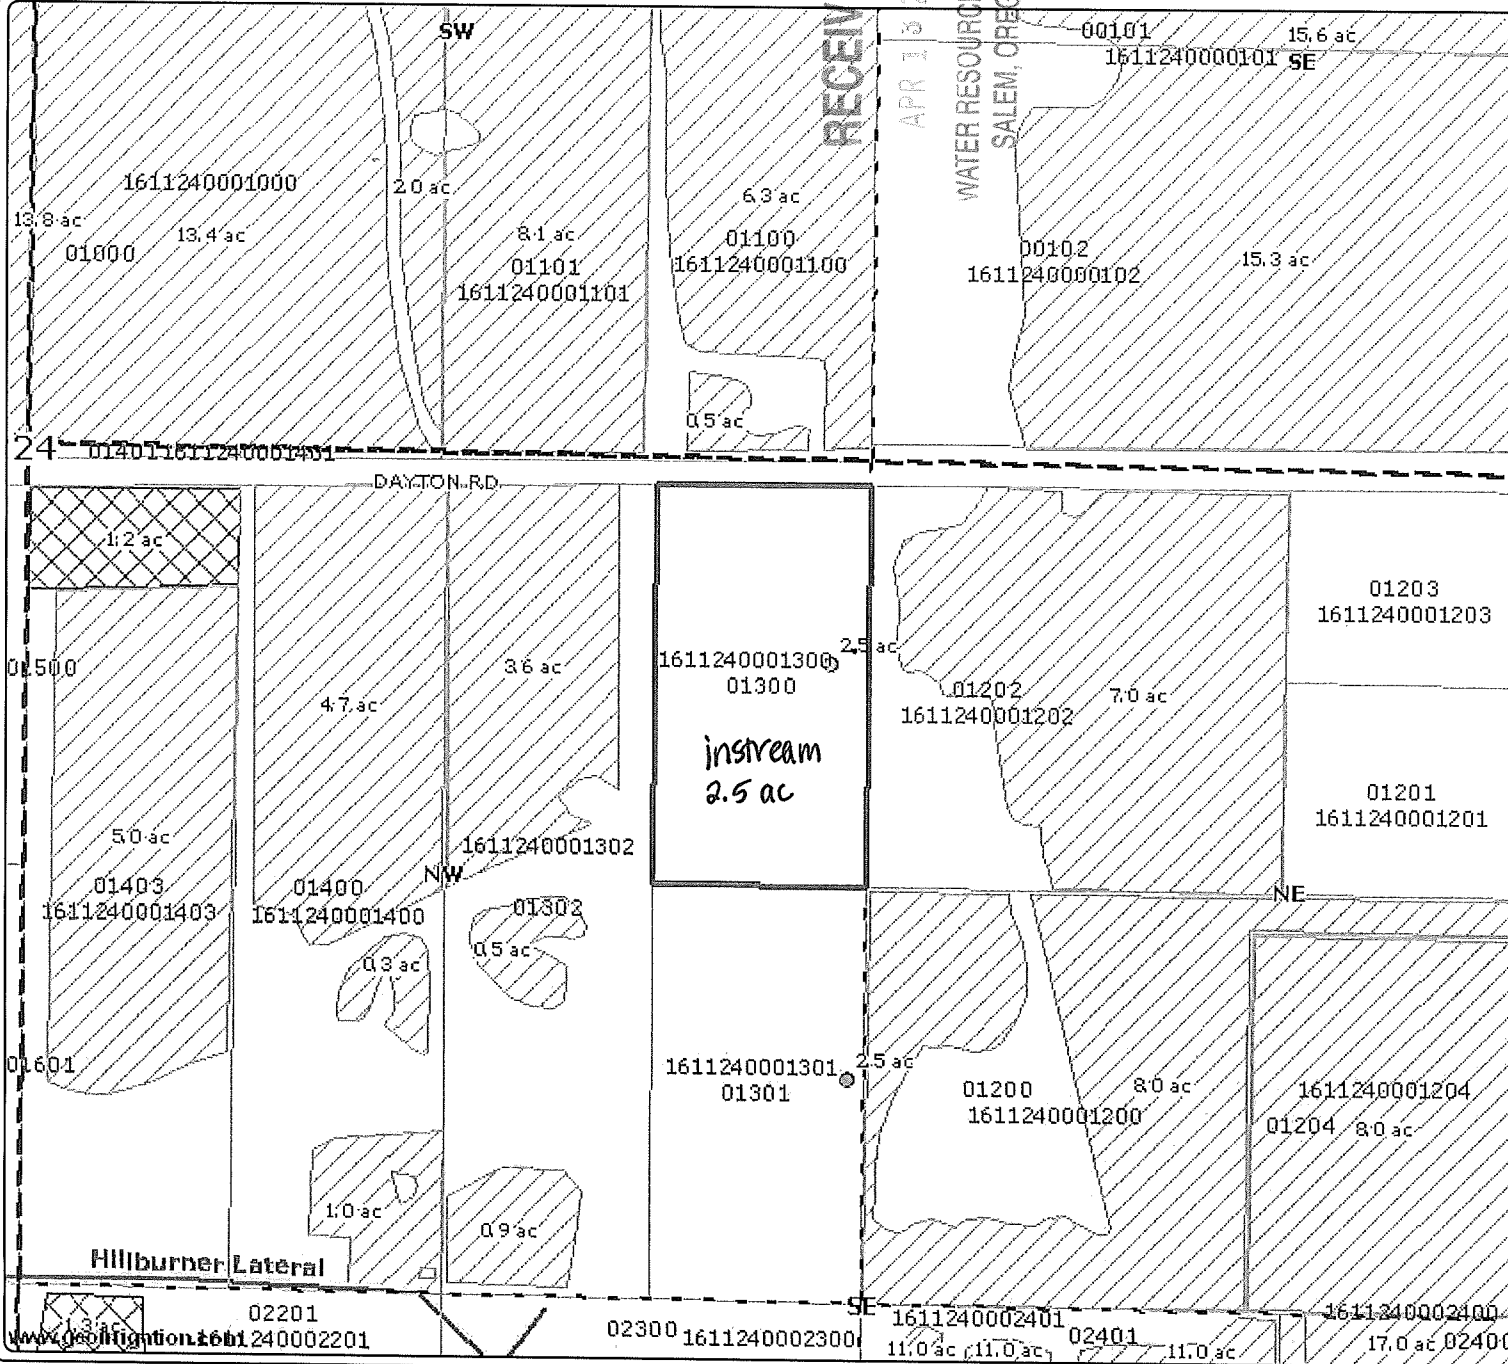 SW
RECEIV
APR 13
WATER RESOURC
SALEM, OREG
00101
1611240000101
15.6 ac
SE
1611240001000
13.8 ac
13.4 ac
01000
2.0 ac
8.1 ac
01101
1611240001101
6.3 ac
01100
1611240001100
00102
1611240000102
15.3 ac
0.5 ac
24
01401 1611240001401
DAYTON RD
1.2 ac
01203
1611240001203
01500
3.6 ac
4.7 ac
1611240001300
2.5 ac
01300
01202
1611240001202
7.0 ac
instream
2.5 ac
01201
1611240001201
5.0 ac
01403
1611240001403
NW
01400
1611240001400
1611240001302
01302
NE
0.3 ac
0.5 ac
01601
1611240001301
2.5 ac
01301
01200
1611240001200
8.0 ac
1611240001204
01204 8.0 ac
1.0 ac
0.9 ac
Hillburner Lateral
SE
1.3 ac
02201
1611240002201
02300 1611240002300
1611240002401
02401
11.0 ac
11.0 ac
11.0 ac
1611240002400
17.0 ac 02400